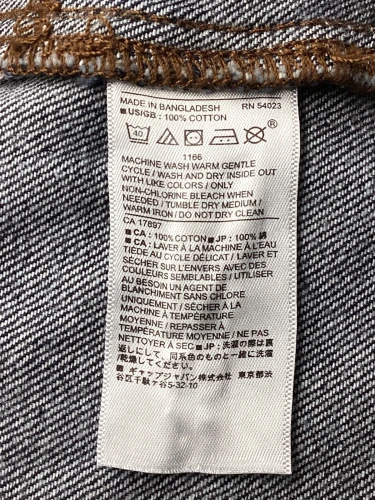 MADE IN BANGLADESH RN 54023
■ US/GB : 100% COTTON
40 ®
1166
MACHINE WASH WARM GENTLE
CYCLE / WASH AND DRY INSIDE OUT
WITH LIKE COLORS / ONLY
NON-CHLORINE BLEACH WHEN
NEEDED / TUMBLE DRY MEDIUM /
WARM IRON / DO NOT DRY CLEAN
CA 17897
■ CA : 100% COTON ■ JP : 100% 綿
■ CA : LAVER À LA MACHINE À L'EAU
TIÈDE AU CYCLE DÉLICAT / LAVER ET
SÉCHER SUR L'ENVERS AVEC DES
COULEURS SEMBLABLES / UTILISER
AU BESOIN UN AGENT DE
BLANCHIMENT SANS CHLORE
UNIQUEMENT / SÉCHER À LA
MACHINE À TEMPÉRATURE
MOYENNE / REPASSER À
TEMPÉRATURE MOYENNE / NE PAS
NETTOYER À SEC ■ JP : 洗濯の際は裏
返し、同系色のものと一緒に洗濯
/乾燥してください。
■ ギャップジャパン株式会社 東京都渋
谷区千駄ヶ谷5-32-10